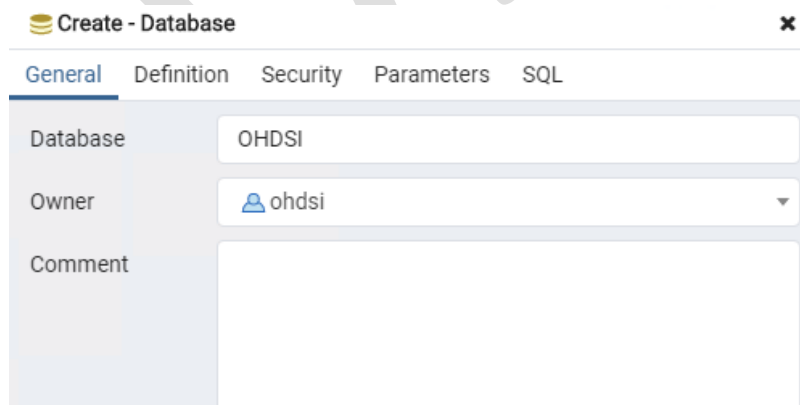 Create - Database
General Definition Security Parameters SQL
Database OHDSI
Owner ohdsi
Comment